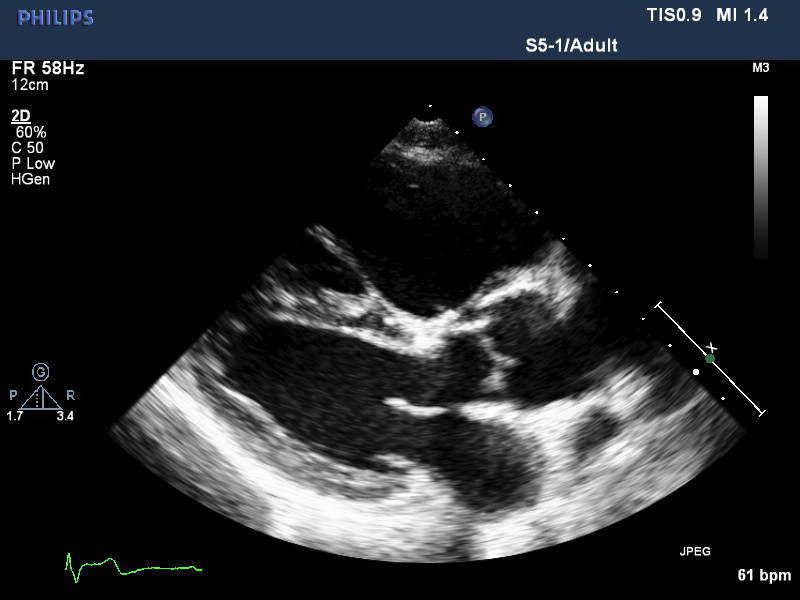 PHILIPS
TIS0.9 MI 1.4
S5-1/Adult
FR 58Hz
12cm
M3
2D
60%
C 50
P Low
HGen
P
G
P R
1.7 3.4
X
JPEG
61 bpm